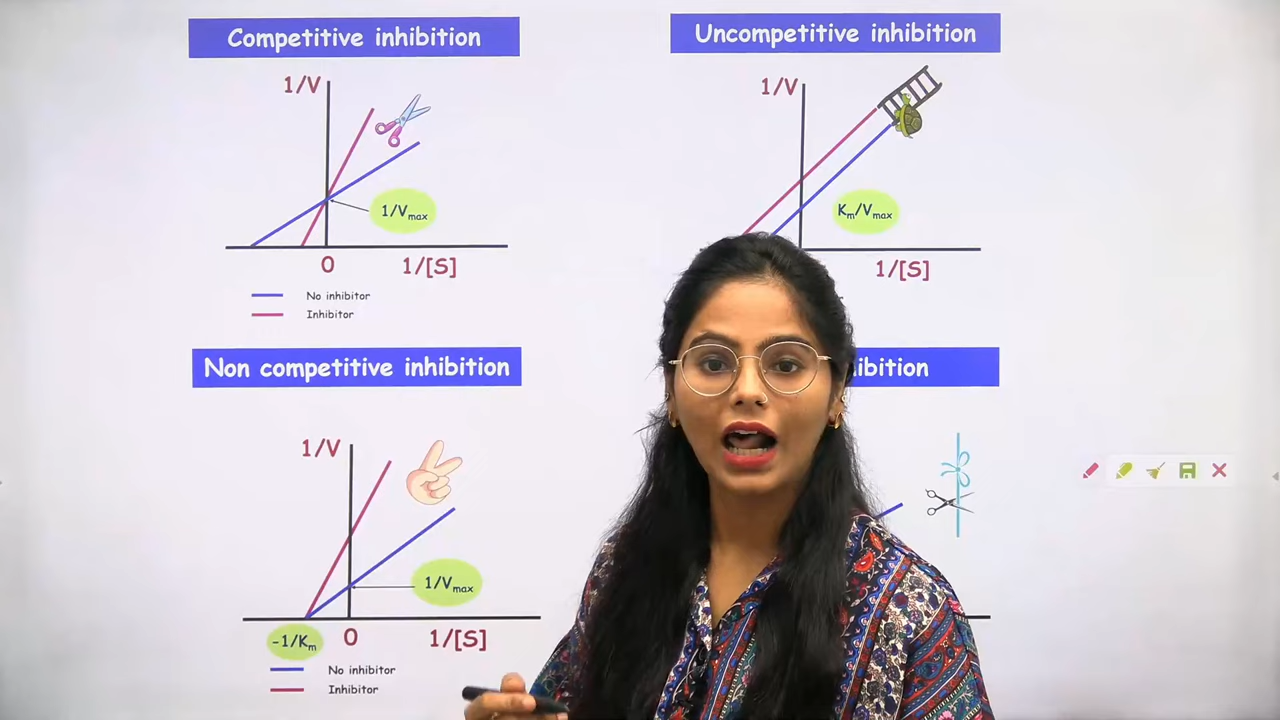 Competitive inhibition
1/V
1/Vmax
0
1/[S]
No inhibitor
Inhibitor
Uncompetitive inhibition
1/V
Km/Vmax
1/[S]
Non competitive inhibition
1/V
1/Vmax
-1/Km
0
1/[S]
No inhibitor
Inhibitor
ibition